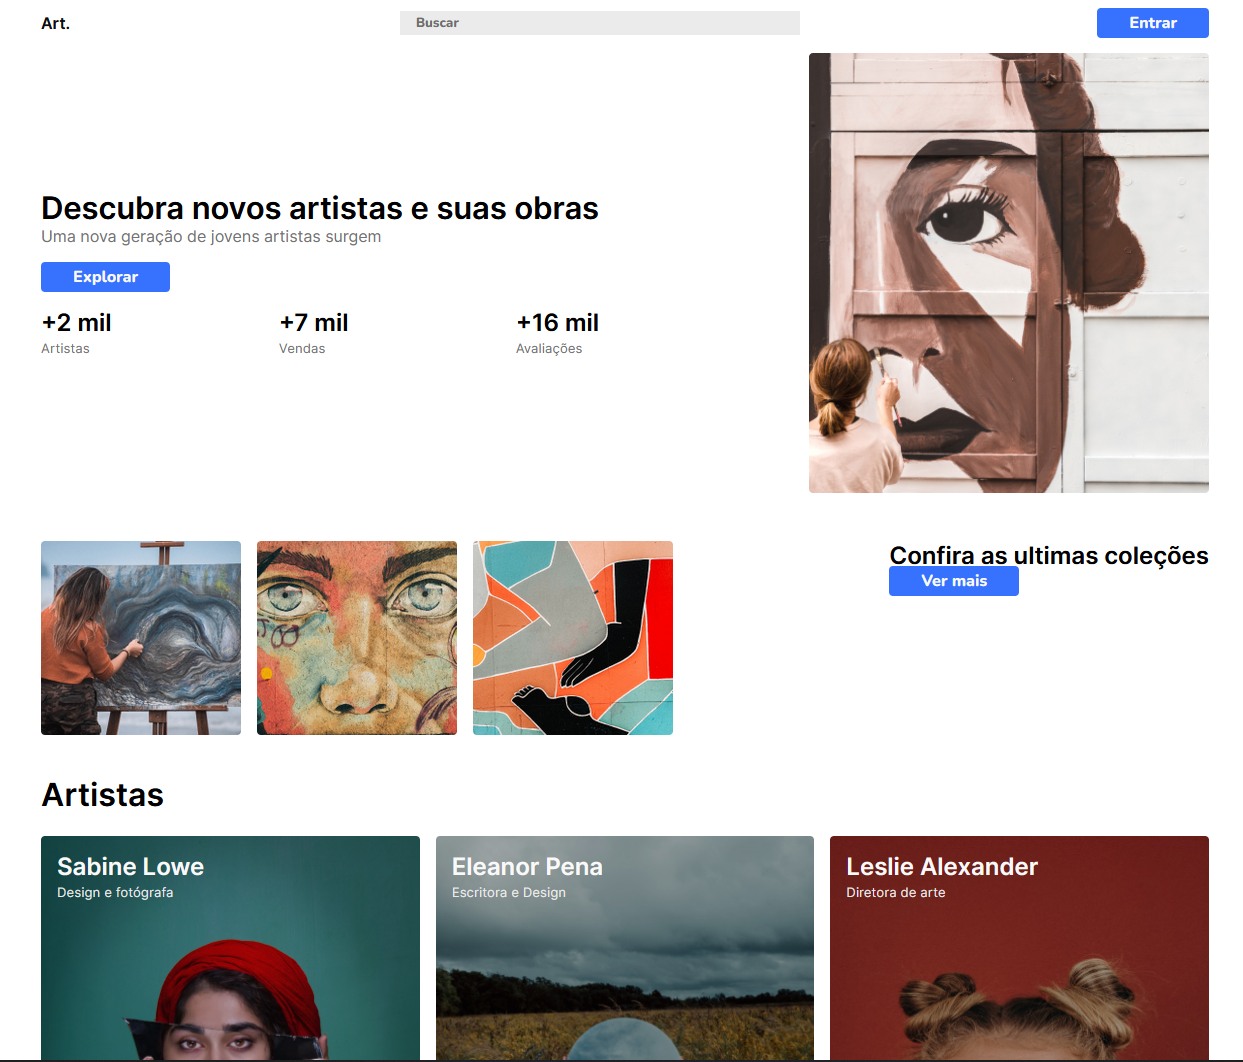 Art.
Buscar
Entrar
Descubra novos artistas e suas obras
Uma nova geração de jovens artistas surgem
Explorar
+2 mil
Artistas
+7 mil
Vendas
+16 mil
Avaliações
Confira as ultimas coleções
Ver mais
Artistas
Sabine Lowe
Design e fotógrafa
Eleanor Pena
Escritora e Design
Leslie Alexander
Diretora de arte